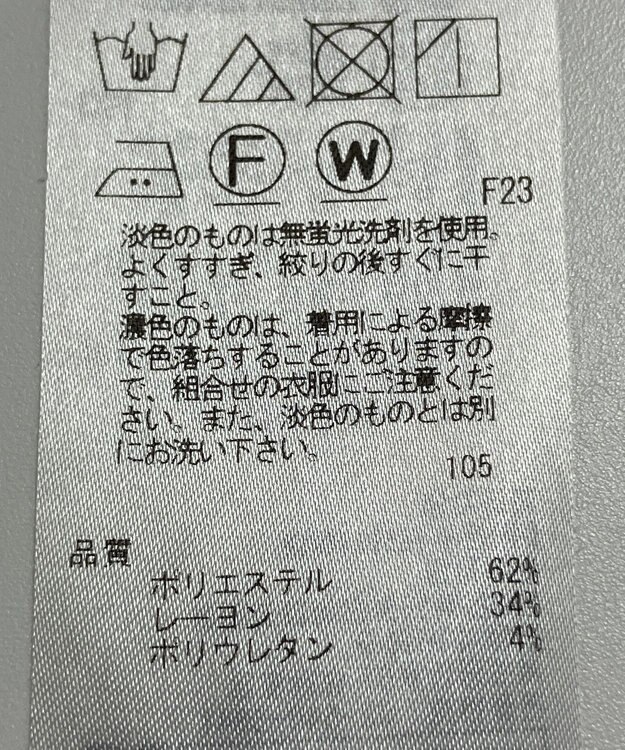 F
W
F23
淡色のものは無蛍光洗剤を使用。
よくすすぎ、絞りの後すぐに干
すこと。
濃色のものは、着用による摩擦
で色落ちすることがありますの
で、組合せの衣服にご注意くだ
さい。また、淡色のものとは別
にお洗い下さい。
105
品質
ポリエステル 62%
レーヨン 34%
ポリウレタン 4%